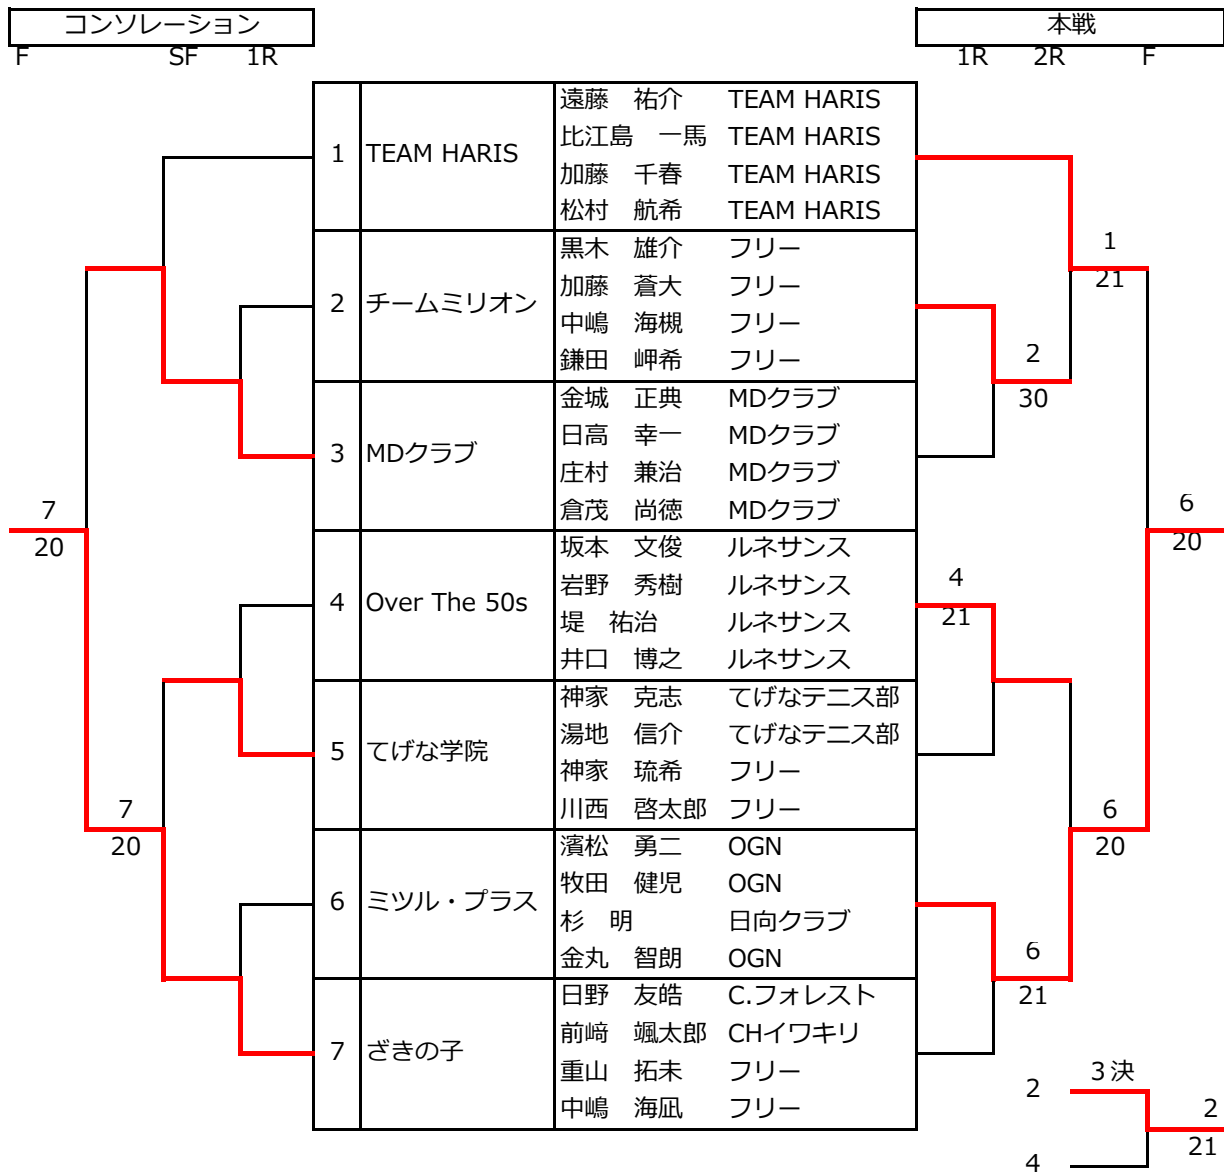 コンソレーション 本戦
F SF 1R 1R 2R F
遠藤 祐介 TEAM HARIS
比江島 一馬 TEAM HARIS
1 TEAM HARIS
加藤 千春 TEAM HARIS
松村 航希 TEAM HARIS
黒木 雄介 フリー 1
加藤 蒼大 フリー 21
2 チームミリオン
中嶋 海槻 フリー
鎌田 岬希 フリー 2
金城 正典 MDクラブ 30
日高 幸一 MDクラブ
3 MDクラブ
庄村 兼治 MDクラブ
7 倉茂 尚徳 MDクラブ 6
20 坂本 文俊 ルネサンス 20
岩野 秀樹 ルネサンス 4
4 Over The 50s
堤 祐治 ルネサンス 21
井口 博之 ルネサンス
神家 克志 てげなテニス部
湯地 信介 てげなテニス部
5 てげな学院
神家 琉希 フリー
7 川西 啓太郎 フリー 6
20 濱松 勇二 OGN 20
牧田 健児 OGN
6 ミツル・プラス
杉 明 日向クラブ
金丸 智朗 OGN 6
日野 友皓 C.フォレスト 21
前﨑 颯太郎 CHイワキリ
7 ざきの子
重山 拓未 フリー
2 3決
中嶋 海凪 フリー 2
21
4